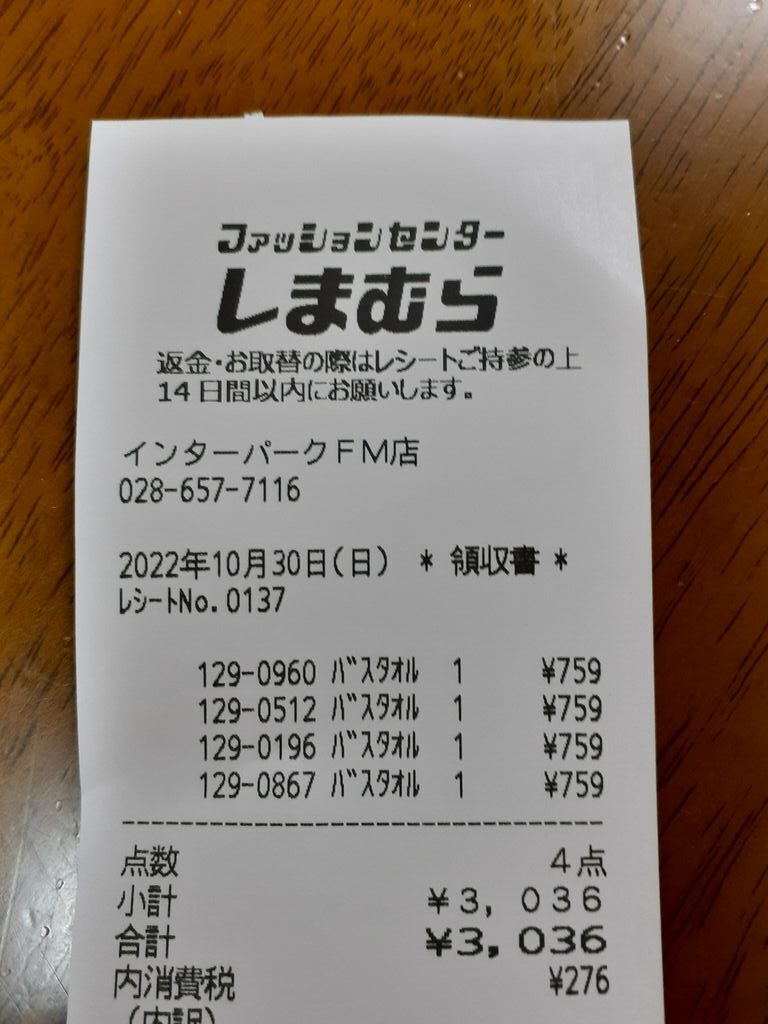 ファッションセンター
しまむら
返金・お取替の際はレシートご持参の上
14日間以内にお願いします。
インターパークFM店
028-657-7116
2022年10月30日(日) * 領収書 *
ﾚｼｰﾄNo.0137
129-0960 ﾊﾞｽﾀｵﾙ 1 ¥759
129-0512 ﾊﾞｽﾀｵﾙ 1 ¥759
129-0196 ﾊﾞｽﾀｵﾙ 1 ¥759
129-0867 ﾊﾞｽﾀｵﾙ 1 ¥759
点数 4点
小計 ¥3,036
合計 ¥3,036
内消費税 ¥276
(内訳)